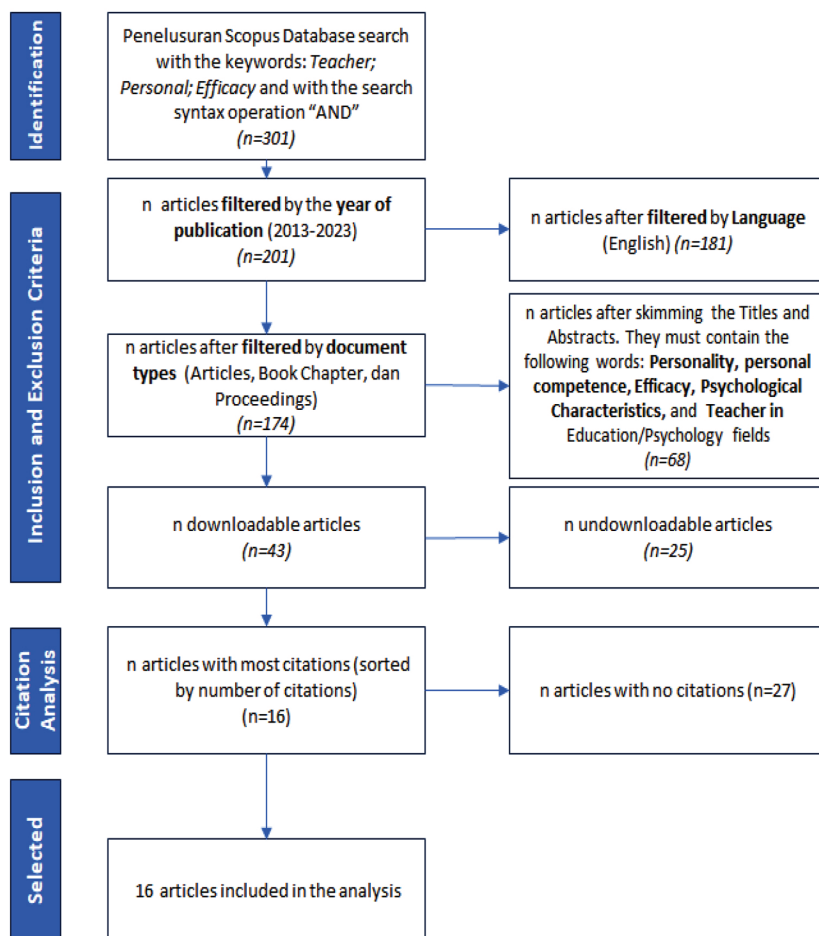 Identification
Penelusuran Scopus Database search
with the keywords: Teacher;
Personal; Efficacy and with the search
syntax operation “AND”
(n=301)
Inclusion and Exclusion Criteria
n articles filtered by the year of
publication (2013-2023)
(n=201)
n articles after filtered by Language
(English) (n=181)
n articles after filtered by document
types (Articles, Book Chapter, dan
Proceedings)
(n=174)
n articles after skimming the Titles and
Abstracts. They must contain the
following words: Personality, personal
competence, Efficacy, Psychological
Characteristics, and Teacher in
Education/Psychology fields
(n=68)
n downloadable articles
(n=43)
n undownloadable articles
(n=25)
Citation
Analysis
n articles with most citations (sorted
by number of citations)
(n=16)
n articles with no citations (n=27)
Selected
16 articles included in the analysis